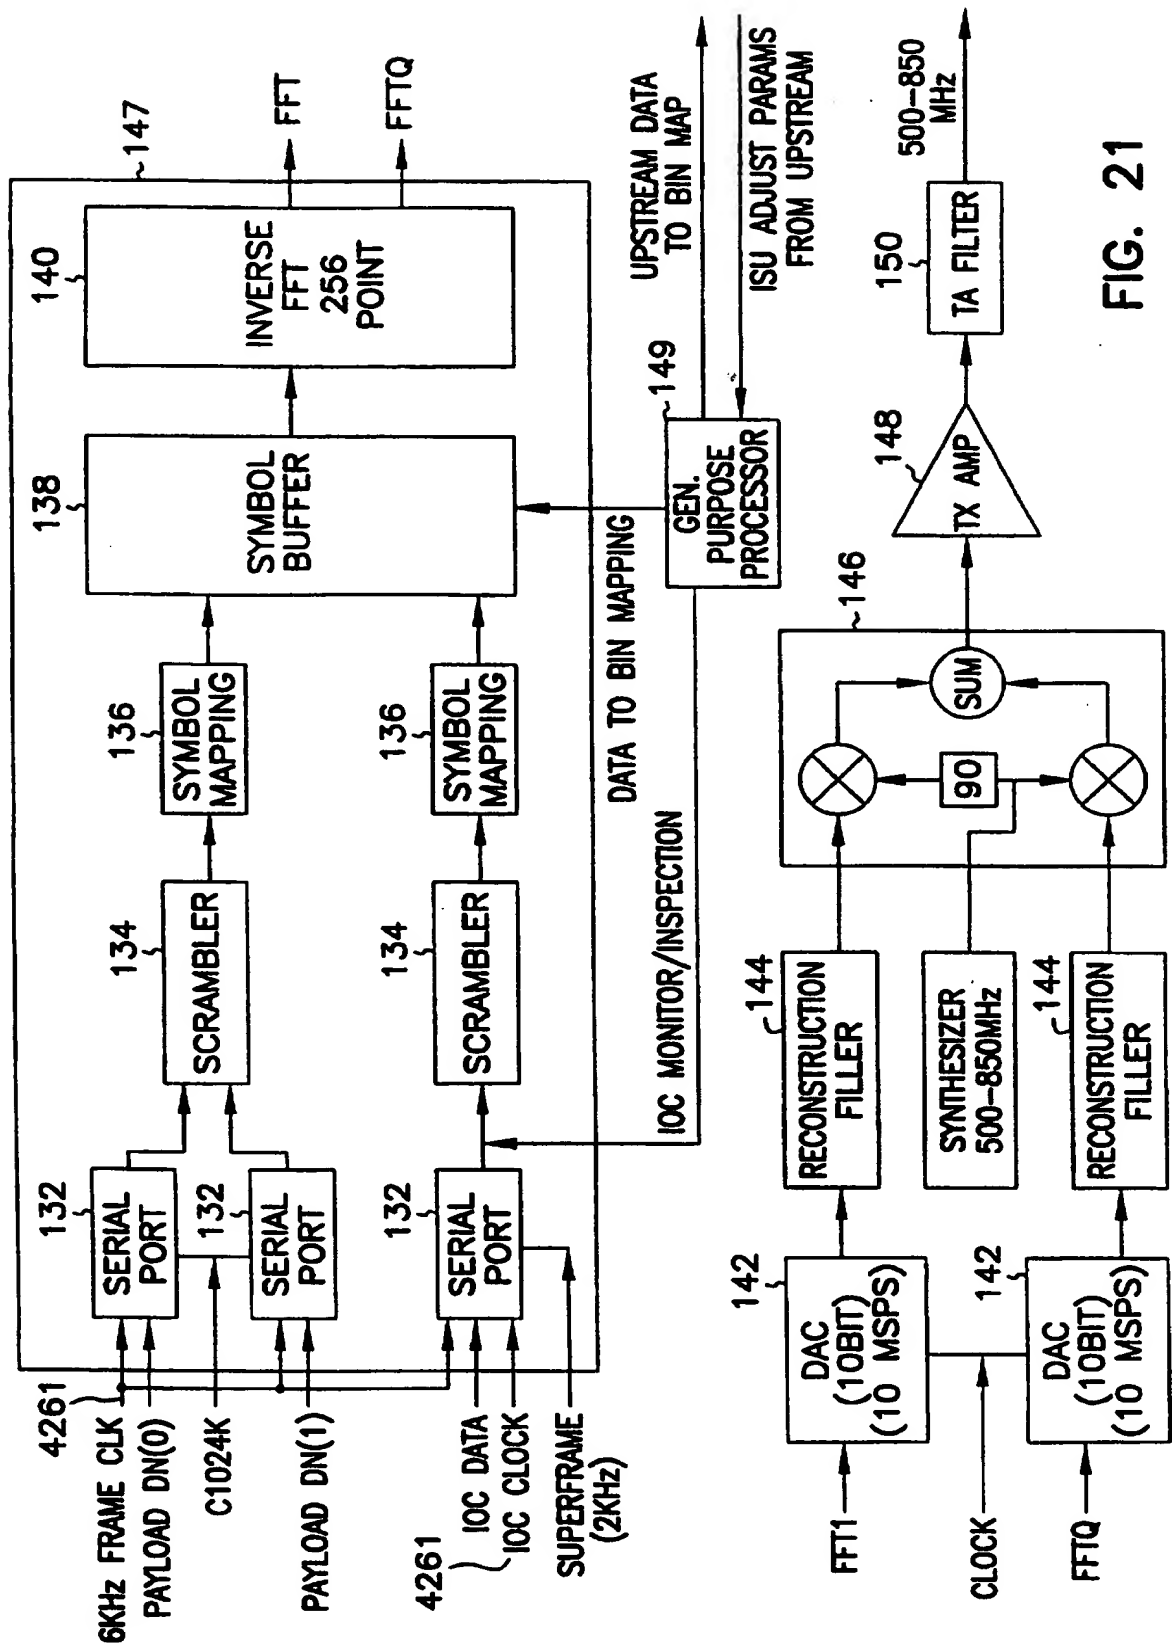 147
132
SERIAL
PORT
132
SERIAL
PORT
134
SCRAMBLER
136
SYMBOL
MAPPING
138
SYMBOL
BUFFER
140
INVERSE
FFT
256
POINT
FFT
FFTQ
4261
6KHz FRAME CLK
PAYLOAD DN(0)
C1024K
PAYLOAD DN(1)
132
SERIAL
PORT
134
SCRAMBLER
136
SYMBOL
MAPPING
IOC DATA
4261
IOC CLOCK
SUPERFRAME
(2KHz)
IOC MONITOR/INSPECTION
DATA TO BIN MAPPING
149
GEN.
PURPOSE
PROCESSOR
UPSTREAM DATA
TO BIN MAP
ISU ADJUST PARAMS
FROM UPSTREAM
FFT1
142
DAC
(10BIT)
(10 MSPS)
144
RECONSTRUCTION
FILLER
CLOCK
SYNTHESIZER
500-850MHz
146
90
SUM
148
TX AMP
150
TA FILTER
500-850
MHz
FFTQ
142
DAC
(10BIT)
(10 MSPS)
144
RECONSTRUCTION
FILLER
FIG. 21